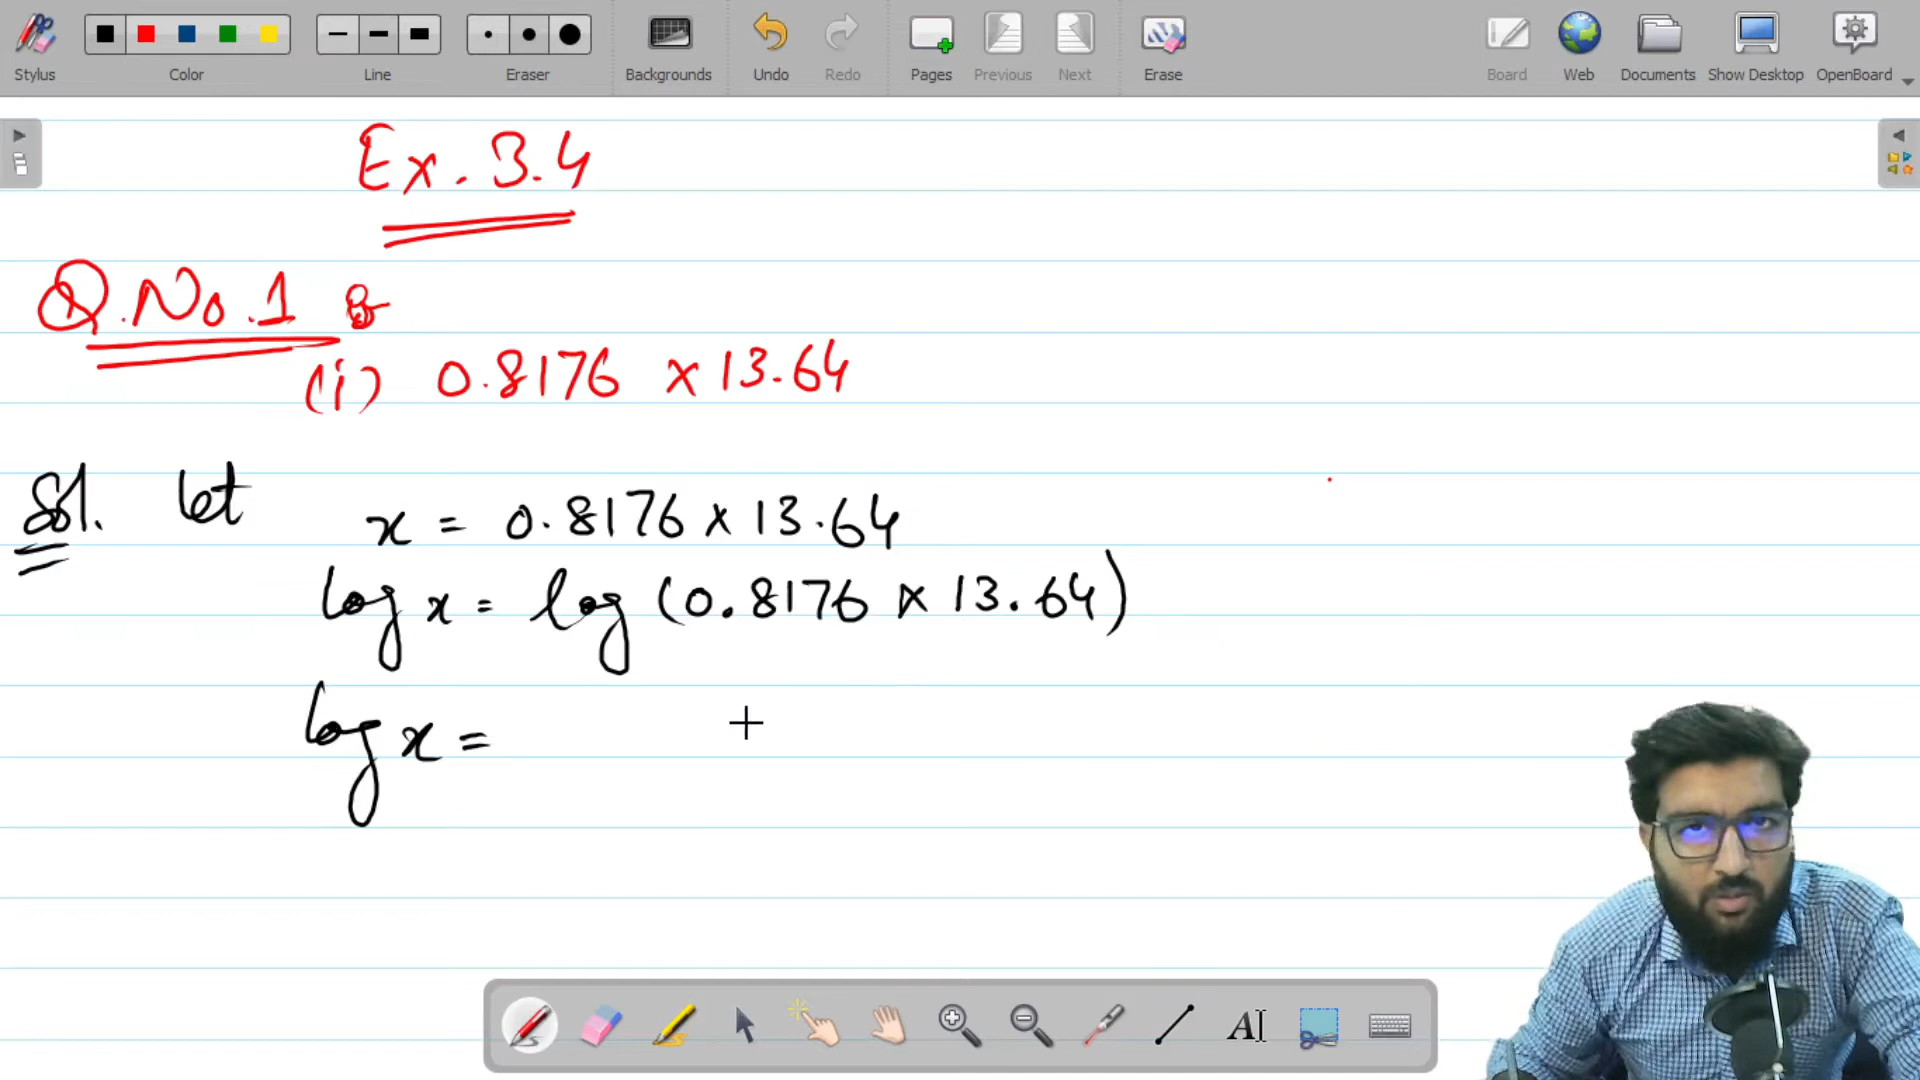 Stylus Color Line Eraser Backgrounds Undo Redo Pages Previous Next Erase Board Web Documents Show Desktop OpenBoard
Ex. 3.4
Q.No.1
(i) 0.8176 × 13.64
Sol. let
x = 0.8176 × 13.64
log x = log (0.8176 × 13.64)
log x =
A